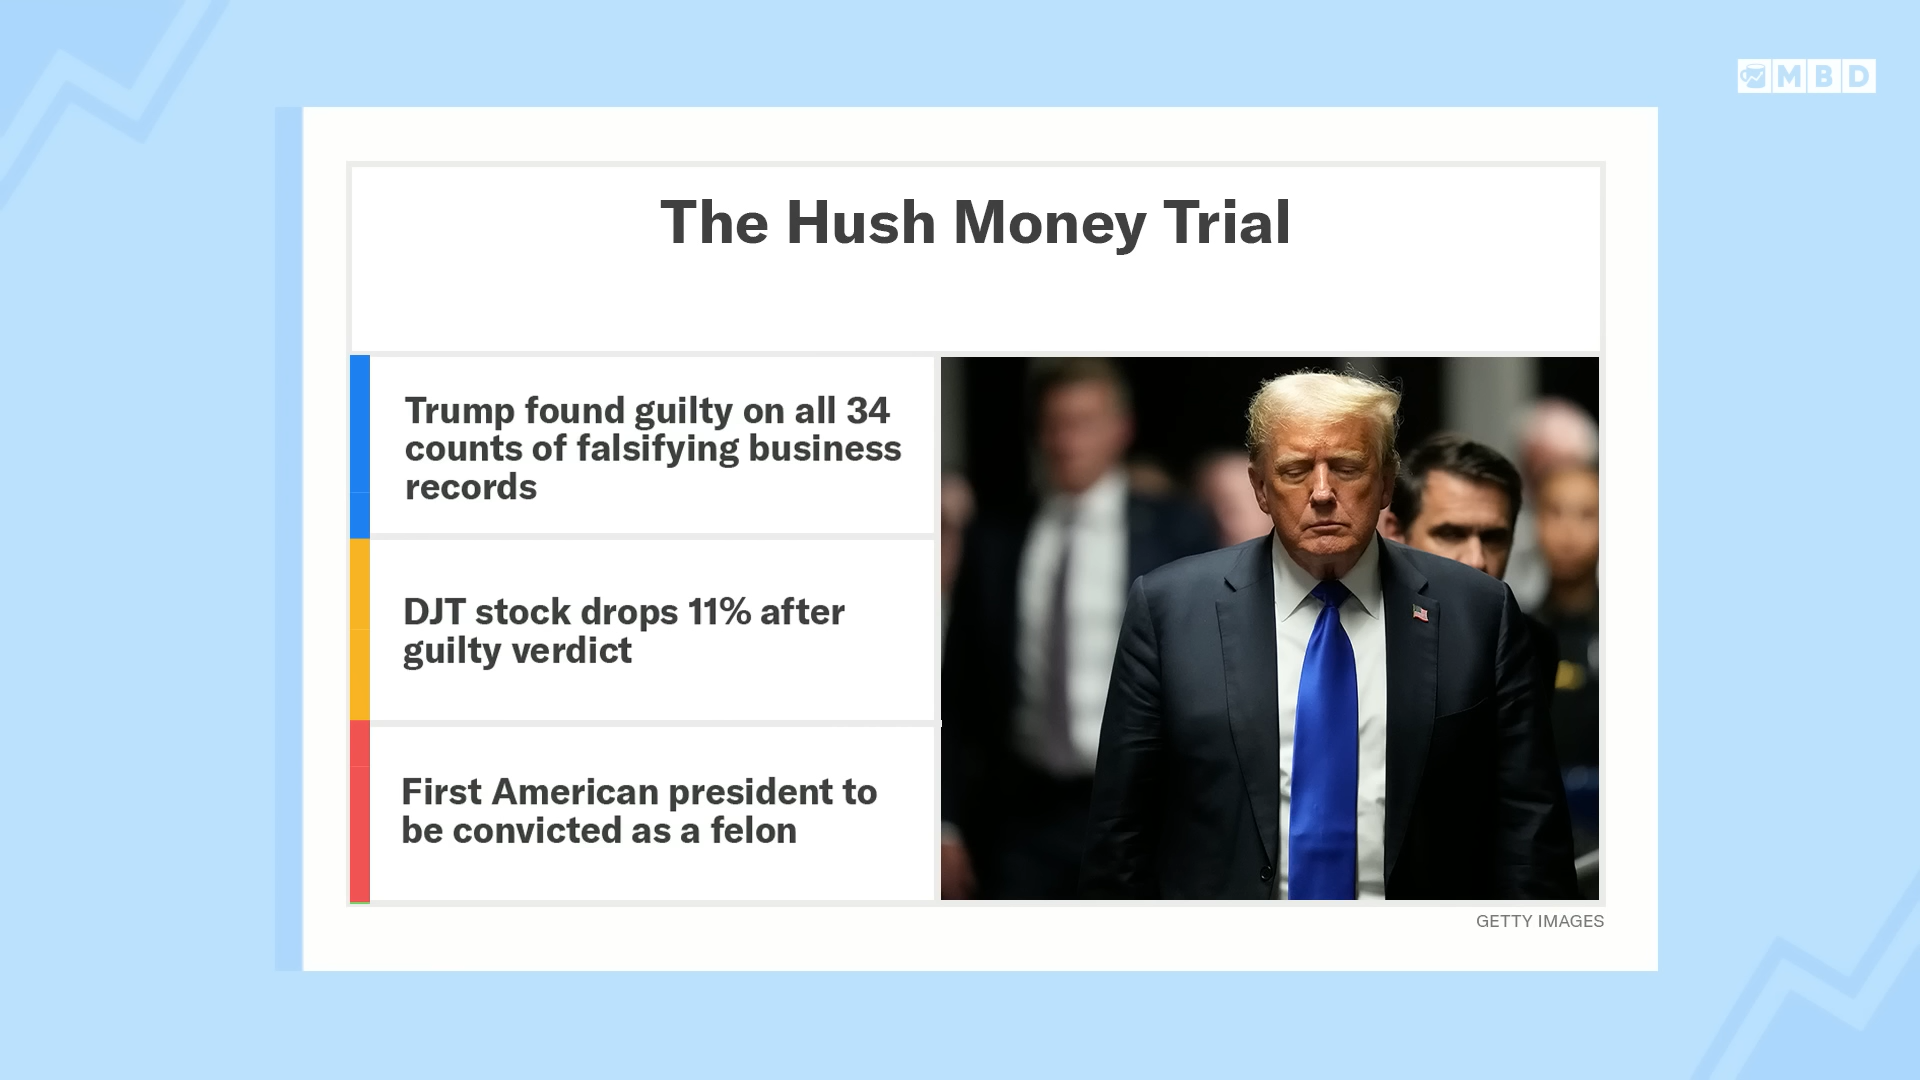 MBD
The Hush Money Trial
Trump found guilty on all 34
counts of falsifying business
records
DJT stock drops 11% after
guilty verdict
First American president to
be convicted as a felon
GETTY IMAGES